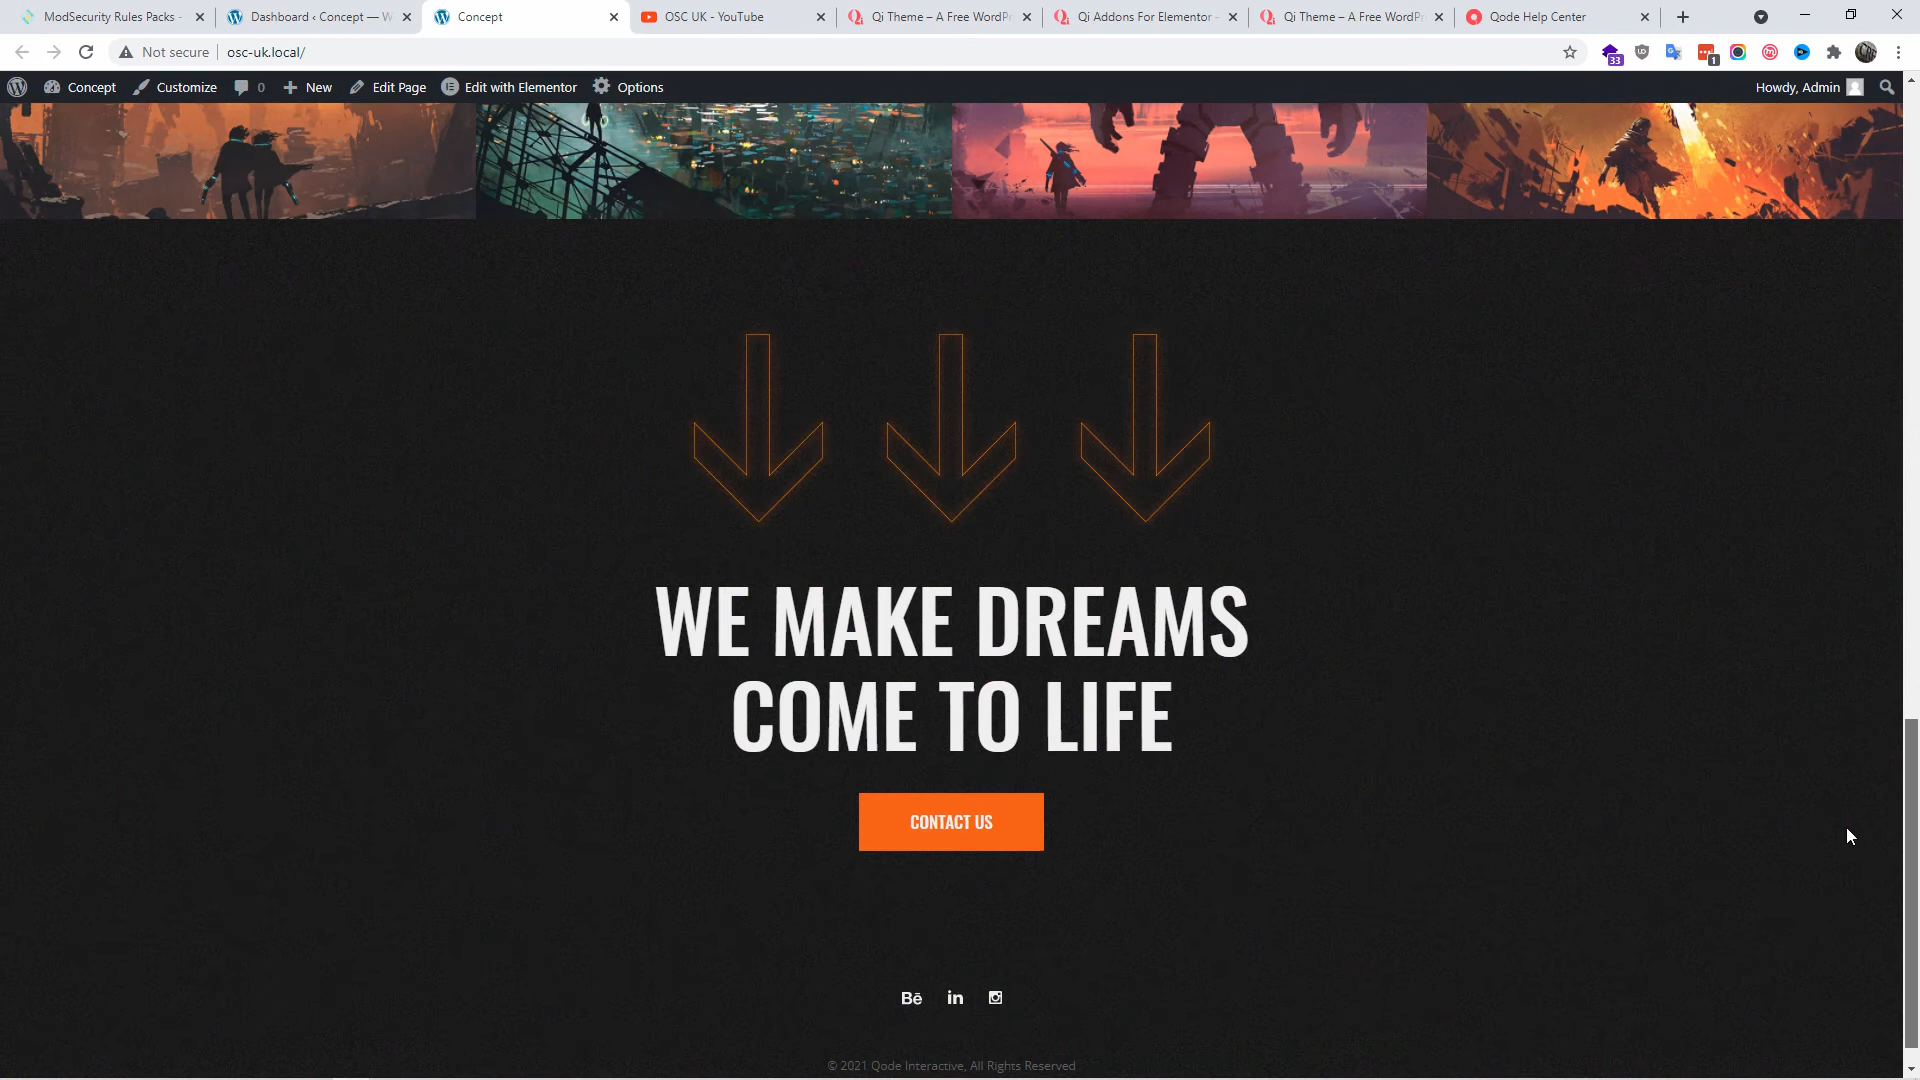 ModSecurity Rules Packs -
Dashboard ‹ Concept — W
Concept
OSC UK - YouTube
Qi Theme – A Free WordPr
Qi Addons For Elementor -
Qi Theme – A Free WordPr
Qode Help Center
Not secure
osc-uk.local/
33
1
Concept
Customize
0
New
Edit Page
Edit with Elementor
Options
Howdy, Admin
WE MAKE DREAMS
COME TO LIFE
CONTACT US
Bē in
© 2021 Qode Interactive, All Rights Reserved